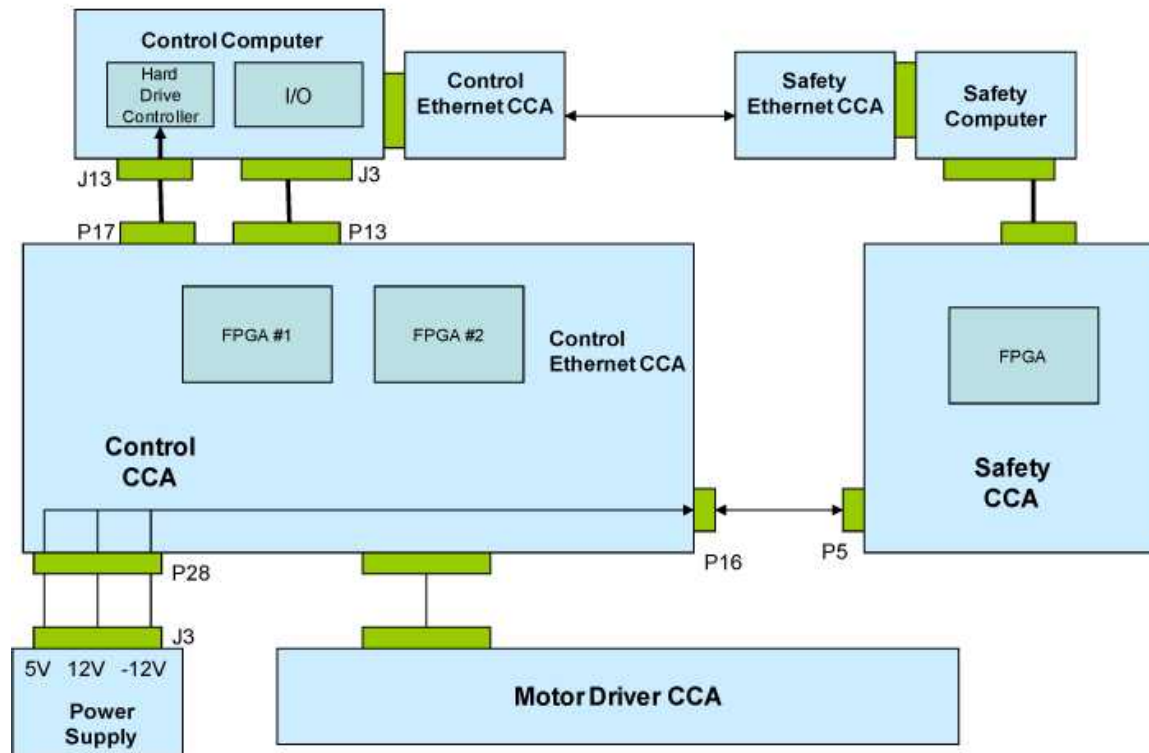 Control Computer
Hard
Drive
Controller
I/O
Control
Ethernet CCA
Safety
Ethernet CCA
Safety
Computer
J13
J3
P17
P13
FPGA #1
FPGA #2
Control
Ethernet CCA
FPGA
Control
CCA
Safety
CCA
P16
P5
P28
J3
5V 12V -12V
Power
Supply
Motor Driver CCA